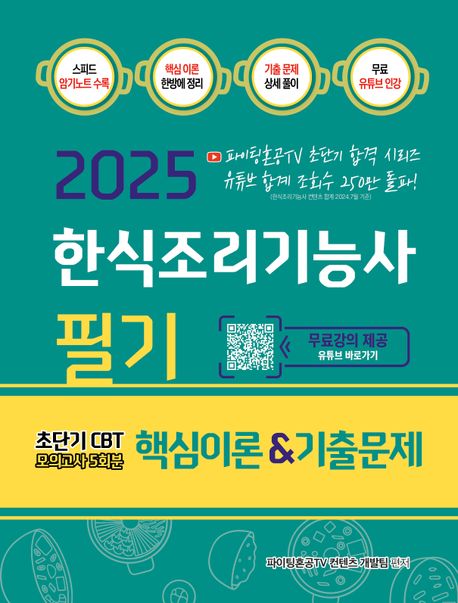 스피드
암기노트 수록
핵심 이론
한방에 정리
기출 문제
상세 풀이
무료
유튜브 인강
2025
파이팅혼공TV 초단기 합격 시리즈
유튜브 합계 조회수 250만 돌파!
(한식조리기능사 컨텐츠 합계 2024.7월 기준)
한식조리기능사
필기
무료강의 제공
유튜브 바로가기
초단기 CBT
모의고사 5회분
핵심이론 & 기출문제
파이팅혼공TV 컨텐츠 개발팀 편저